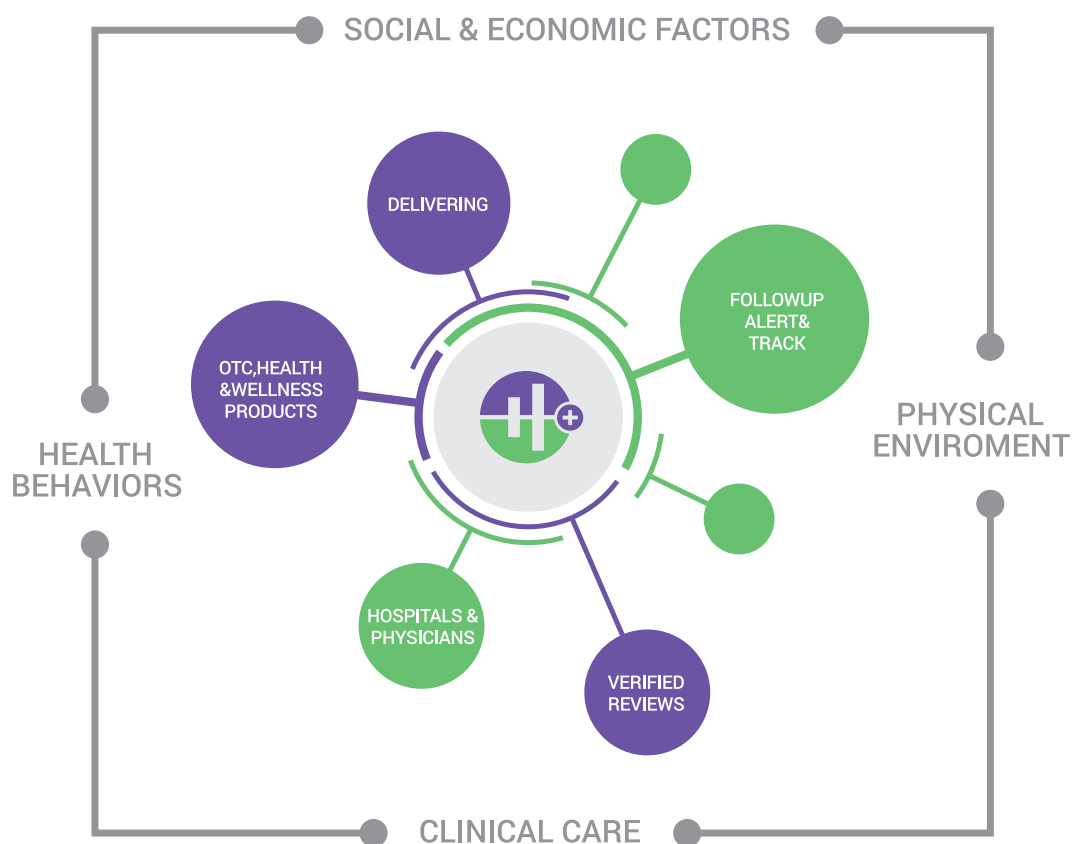 SOCIAL & ECONOMIC FACTORS
DELIVERING
FOLLOWUP
ALERT&
TRACK
OTC,HEALTH
&WELLNESS
PRODUCTS
PHYSICAL
ENVIROMENT
HEALTH
BEHAVIORS
HOSPITALS &
PHYSICIANS
VERIFIED
REVIEWS
CLINICAL CARE